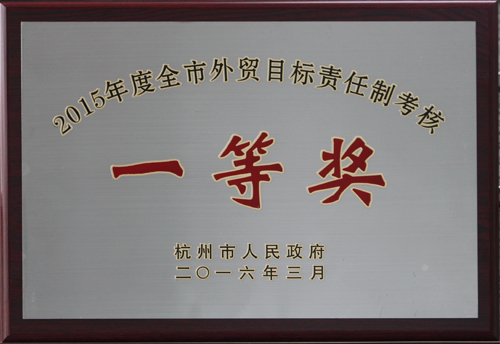 2015年度全市外贸目标责任制考核
一等奖
杭州市人民政府
二〇一六年三月